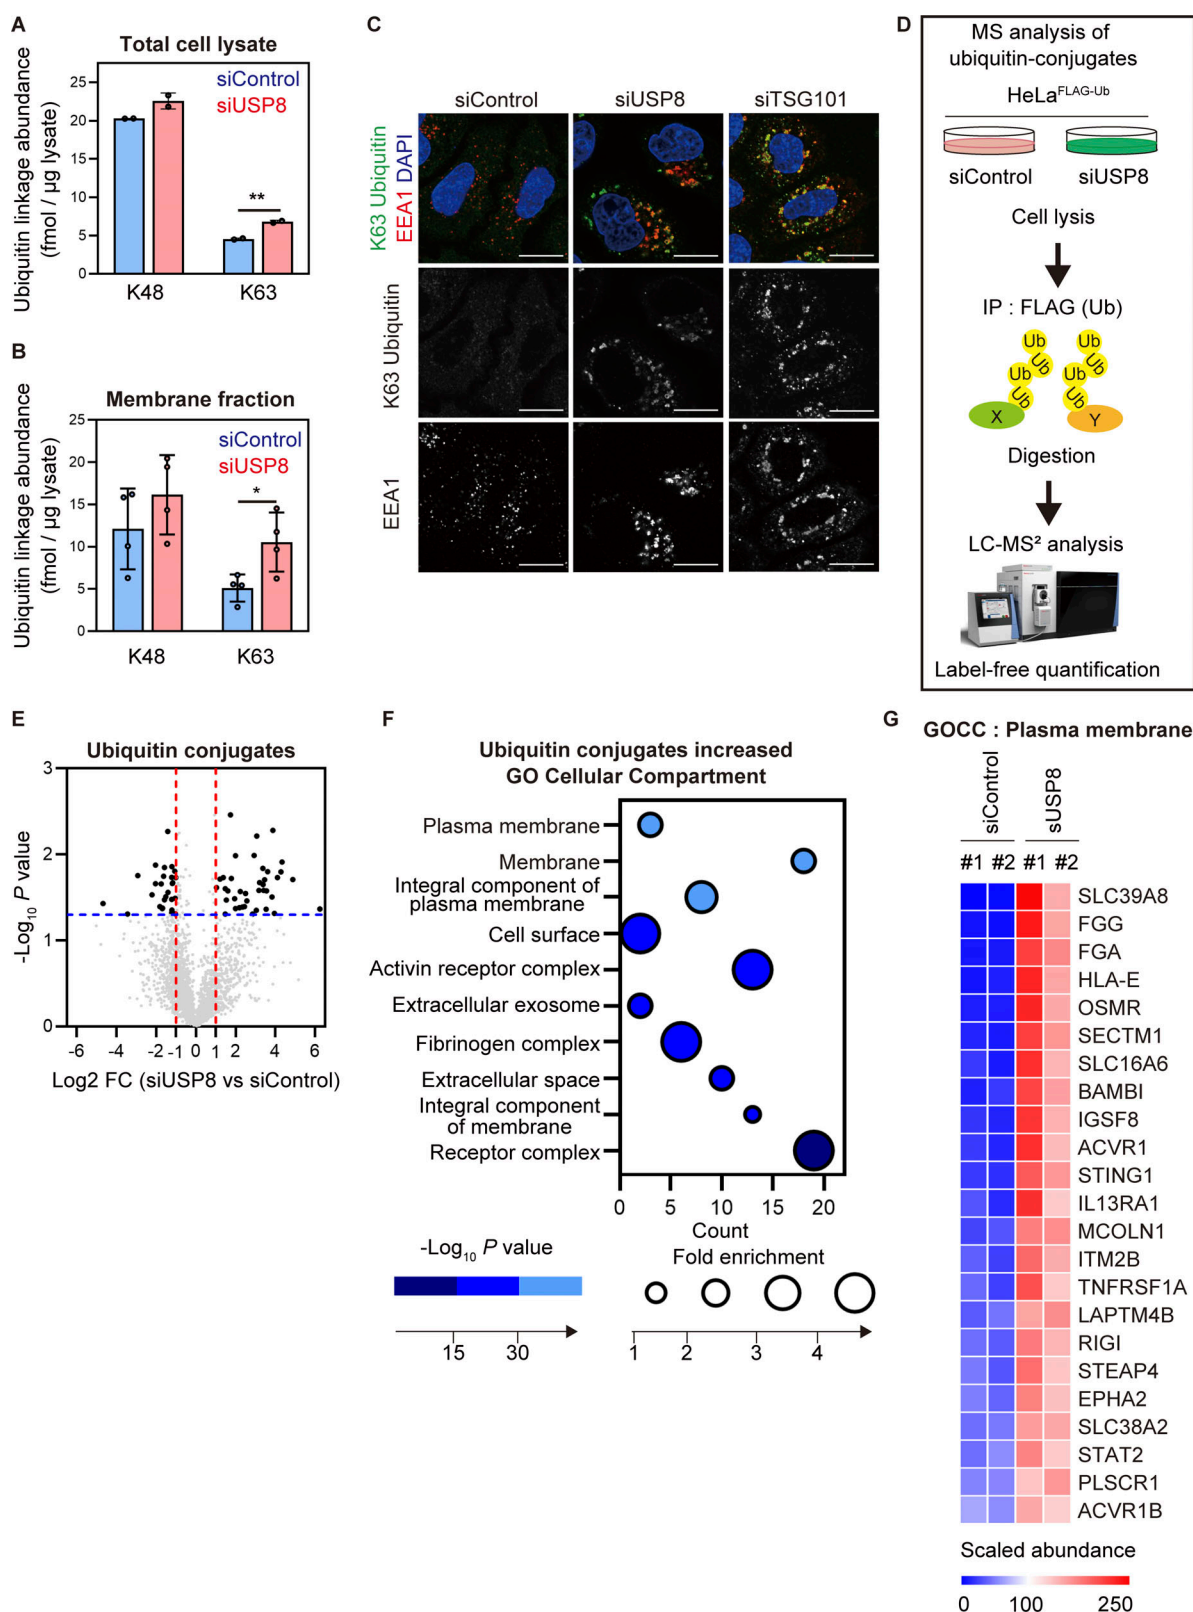 A
Total cell lysate
Ubiquitin linkage abundance
(fmol / µg lysate)
25
20
15
10
5
0
siControl
siUSP8
**
K48
K63
B
Membrane fraction
Ubiquitin linkage abundance
(fmol / µg lysate)
25
20
15
10
5
0
siControl
siUSP8
*
K48
K63
C
siControl
siUSP8
siTSG101
K63 Ubiquitin
EEA1 DAPI
K63 Ubiquitin
EEA1
D
MS analysis of
ubiquitin-conjugates
HeLa^FLAG-Ub
siControl
siUSP8
Cell lysis
IP : FLAG (Ub)
Ub
Ub
Ub
Ub
Ub
Ub
Ub
Ub
X
Y
Digestion
LC-MS² analysis
Label-free quantification
E
Ubiquitin conjugates
-Log₁₀ P value
3
2
1
0
-6
-4
-2
-1
0
1
2
4
6
Log2 FC (siUSP8 vs siControl)
F
Ubiquitin conjugates increased
GO Cellular Compartment
Plasma membrane
Membrane
Integral component of
plasma membrane
Cell surface
Activin receptor complex
Extracellular exosome
Fibrinogen complex
Extracellular space
Integral component
of membrane
Receptor complex
0
5
10
15
20
Count
-Log₁₀ P value
15
30
Fold enrichment
1
2
3
4
G
GOCC : Plasma membrane
siControl
sUSP8
#1 #2 #1 #2
SLC39A8
FGG
FGA
HLA-E
OSMR
SECTM1
SLC16A6
BAMBI
IGSF8
ACVR1
STING1
IL13RA1
MCOLN1
ITM2B
TNFRSF1A
LAPTM4B
RIGI
STEAP4
EPHA2
SLC38A2
STAT2
PLSCR1
ACVR1B
Scaled abundance
0
100
250